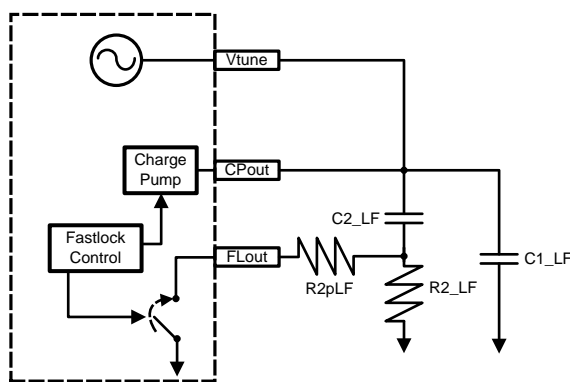 Vtune
Charge
Pump
CPout
C2_LF
Fastlock
Control
FLout
C1_LF
R2pLF
R2_LF